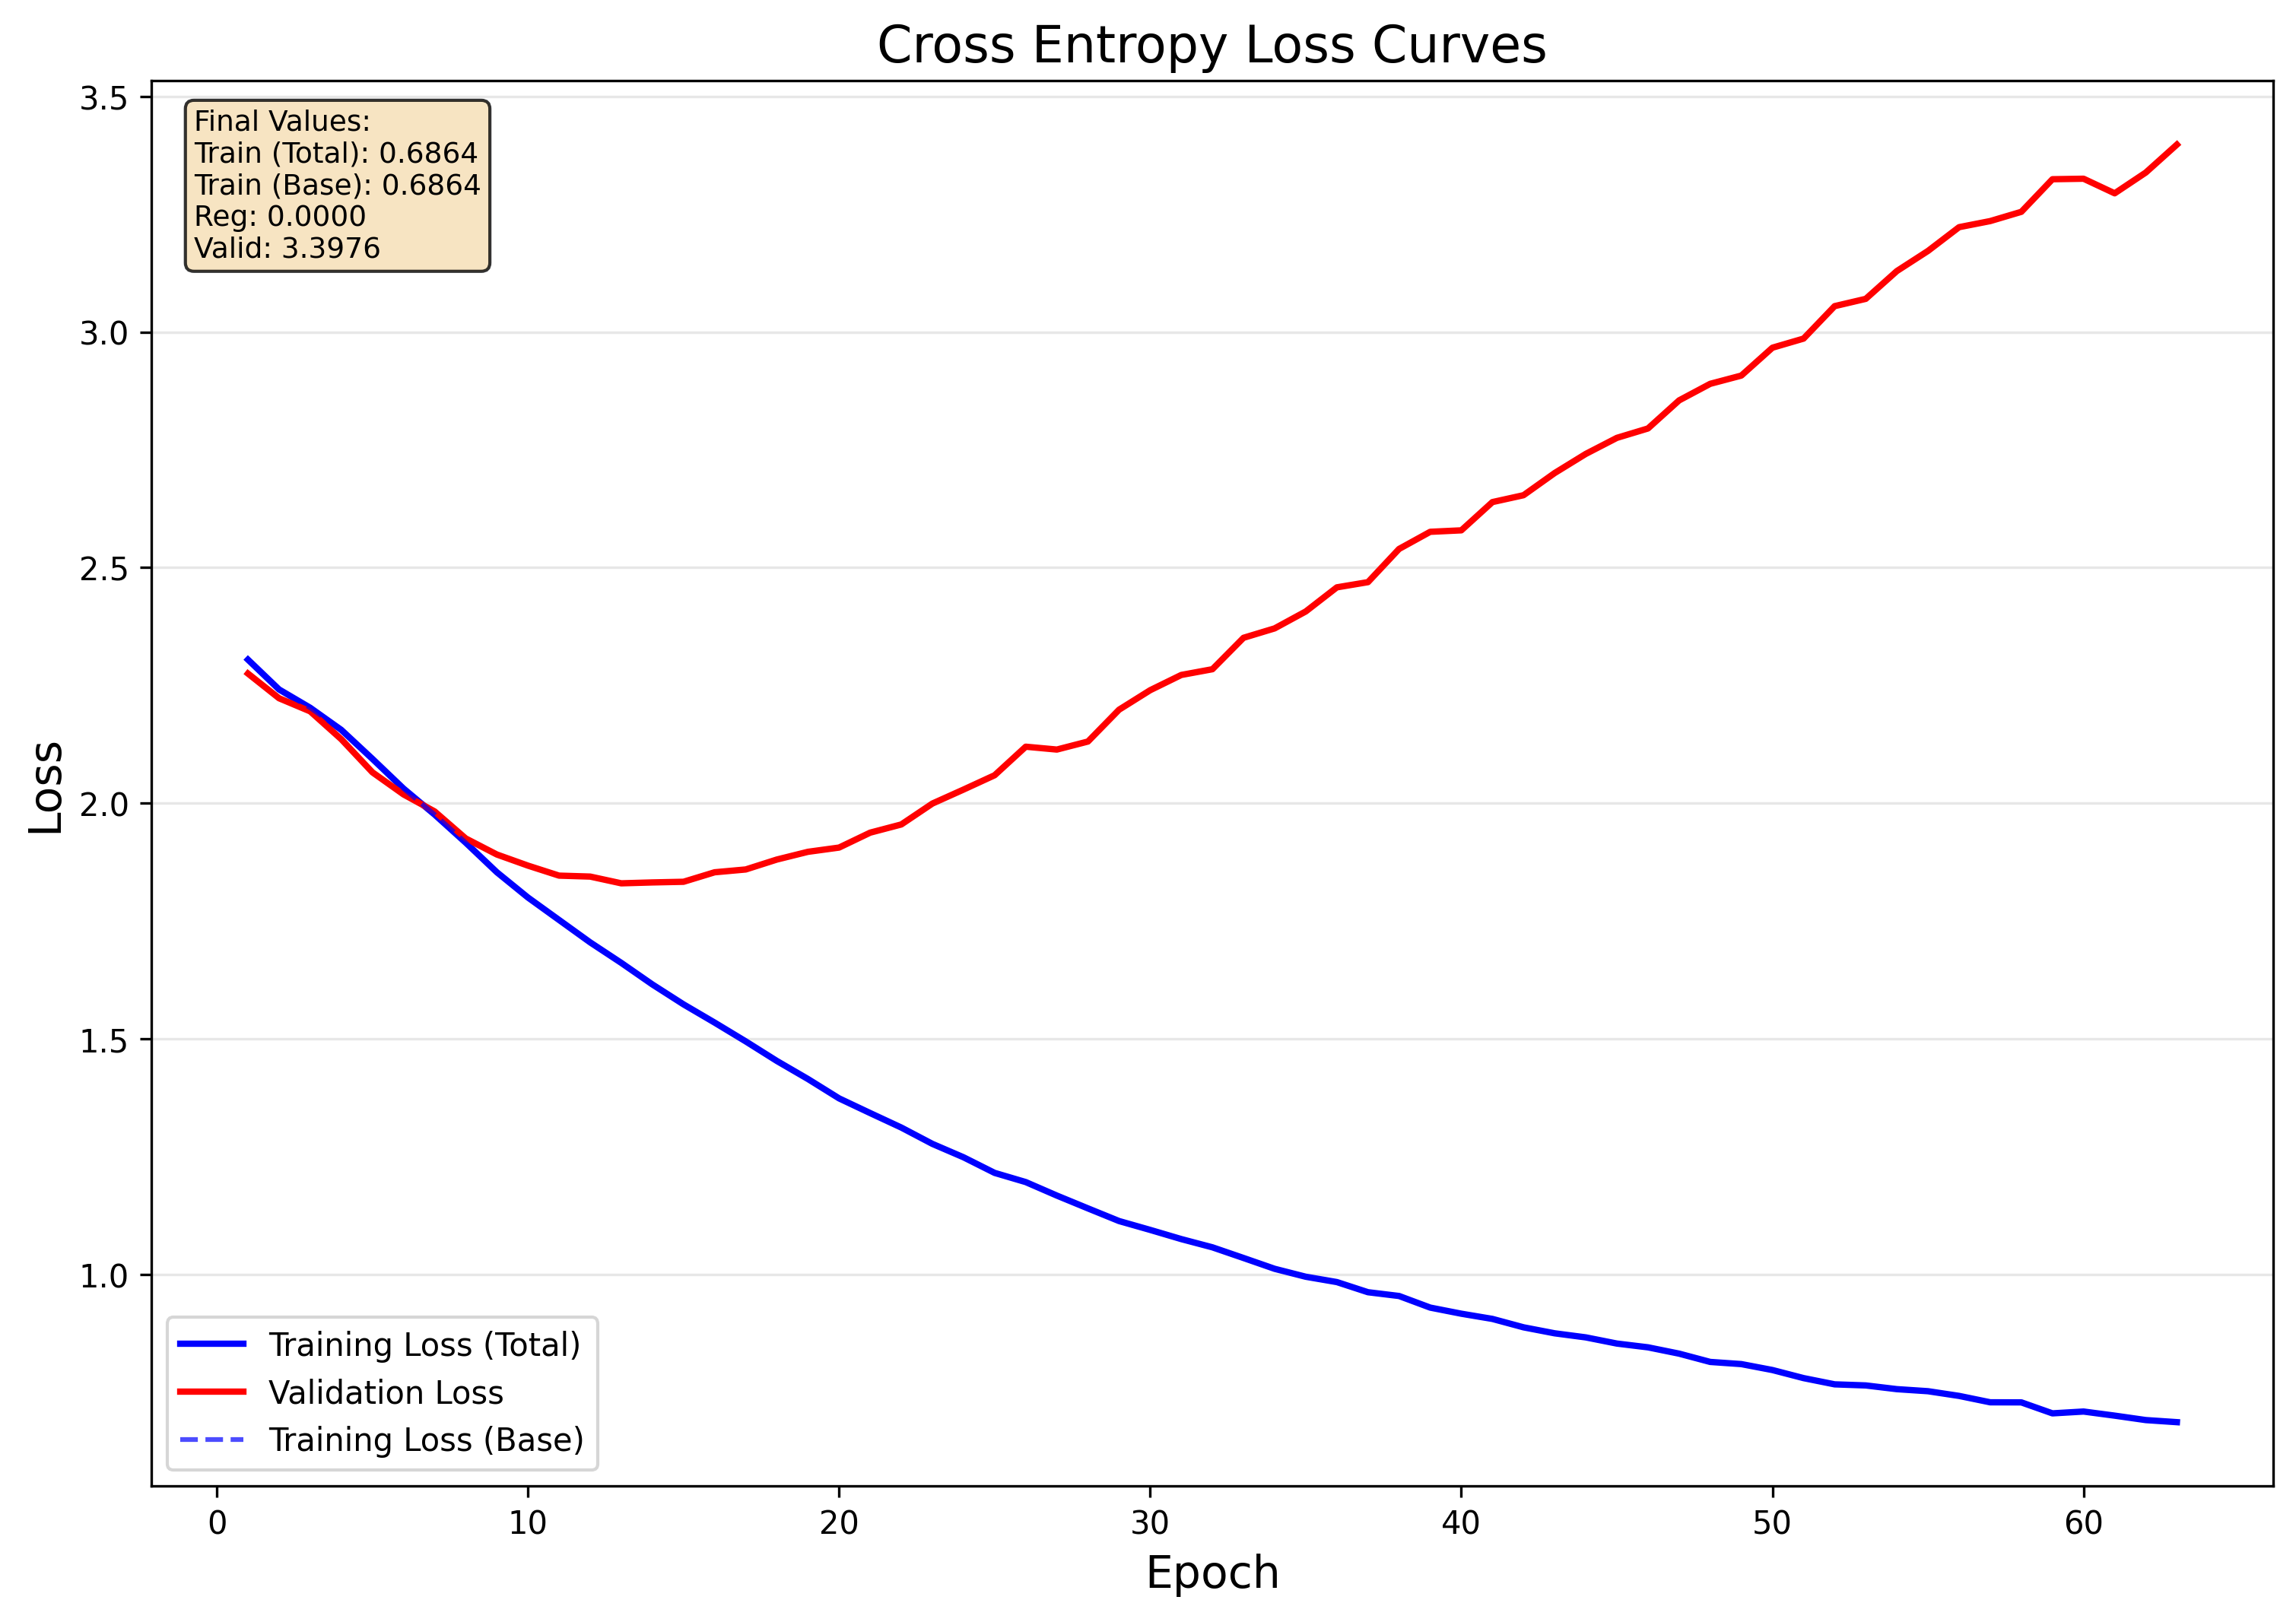 Cross Entropy Loss Curves
3.5
Final Values:
Train (Total): 0.6864
Train (Base): 0.6864
Reg: 0.0000
Valid: 3.3976
3.0
2.5
2.0
1.5
1.0
Loss
Training Loss (Total)
Validation Loss
Training Loss (Base)
0 10 20 30 40 50 60
Epoch